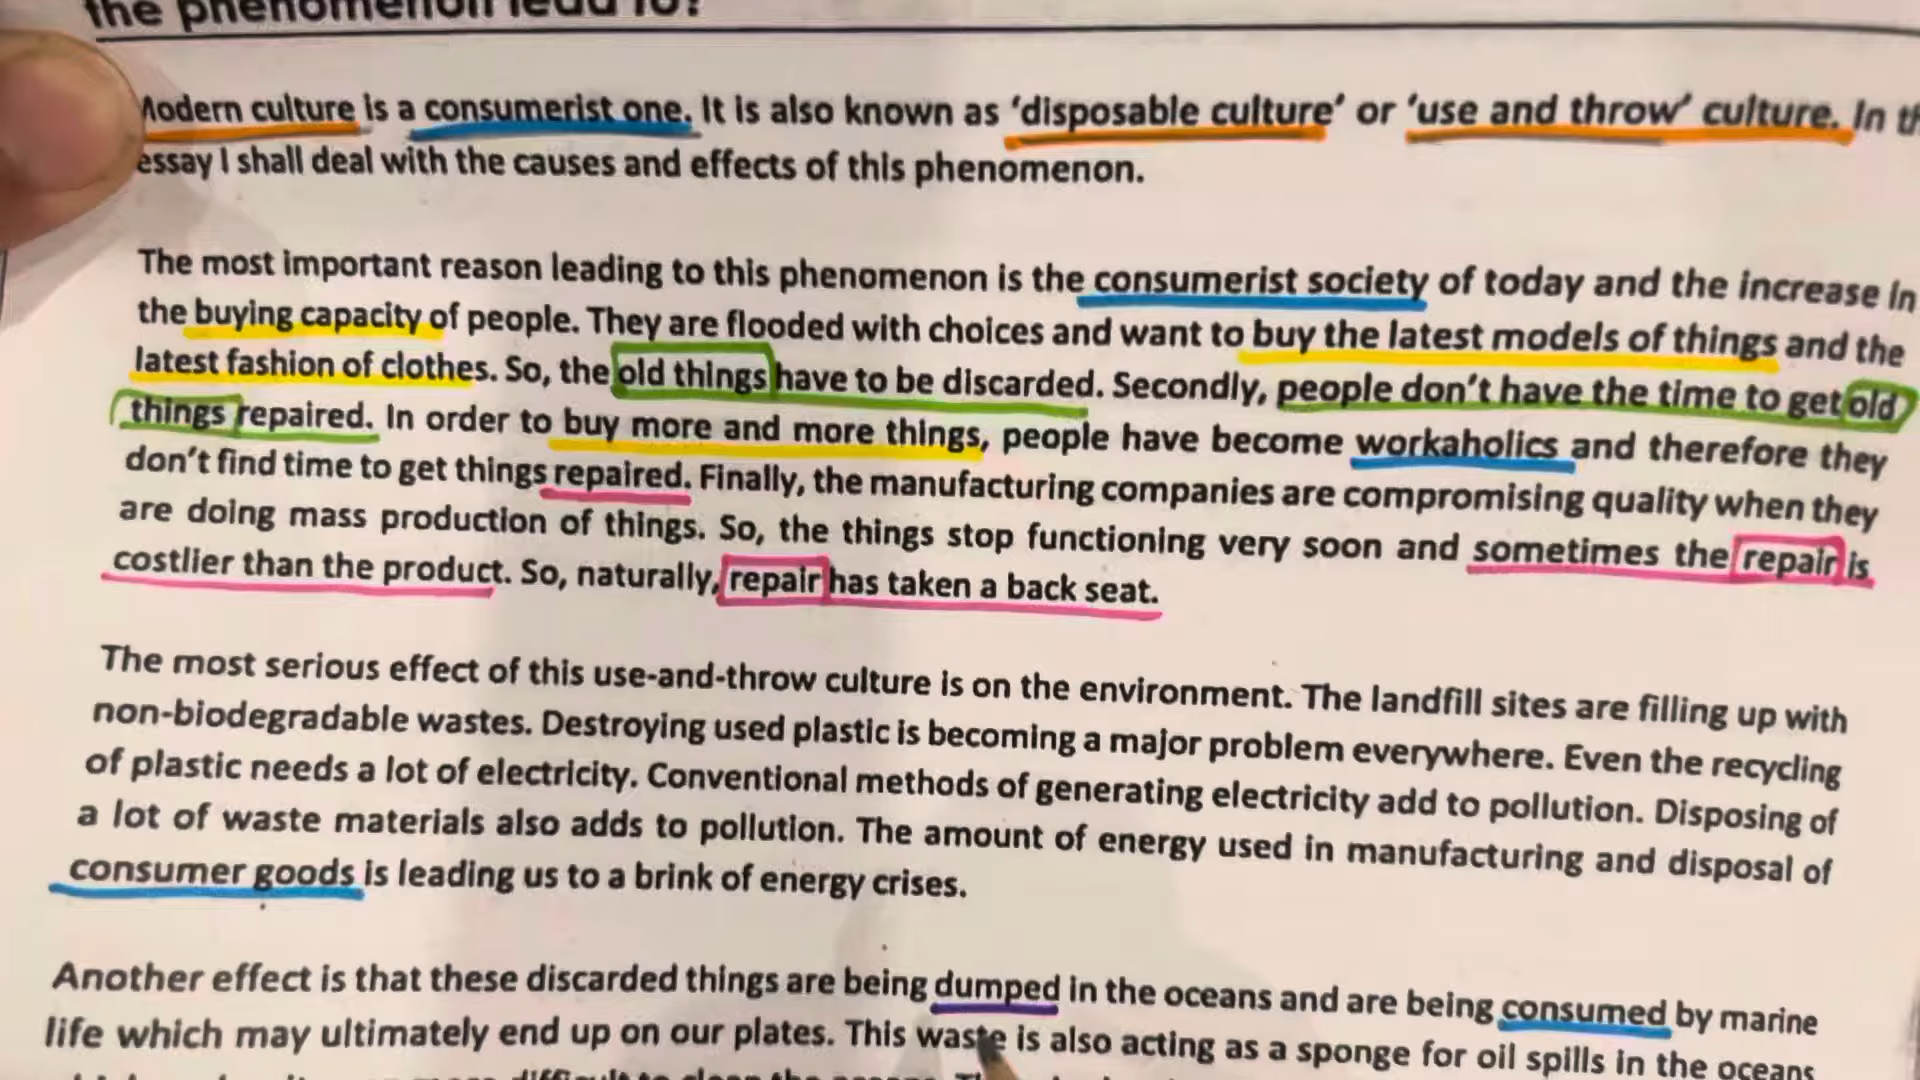 the phenomenon lead to?
Modern culture is a consumerist one. It is also known as ‘disposable culture’ or ‘use and throw’ culture. In
essay I shall deal with the causes and effects of this phenomenon.
The most important reason leading to this phenomenon is the consumerist society of today and the increase in
the buying capacity of people. They are flooded with choices and want to buy the latest models of things and the
latest fashion of clothes. So, the old things have to be discarded. Secondly, people don’t have the time to get old
things repaired. In order to buy more and more things, people have become workaholics and therefore they
don’t find time to get things repaired. Finally, the manufacturing companies are compromising quality when they
are doing mass production of things. So, the things stop functioning very soon and sometimes the repair is
costlier than the product. So, naturally, repair has taken a back seat.
The most serious effect of this use-and-throw culture is on the environment. The landfill sites are filling up with
non-biodegradable wastes. Destroying used plastic is becoming a major problem everywhere. Even the recycling
of plastic needs a lot of electricity. Conventional methods of generating electricity add to pollution. Disposing of
a lot of waste materials also adds to pollution. The amount of energy used in manufacturing and disposal of
consumer goods is leading us to a brink of energy crises.
Another effect is that these discarded things are being dumped in the oceans and are being consumed by marine
life which may ultimately end up on our plates. This waste is also acting as a sponge for oil spills in the oceans